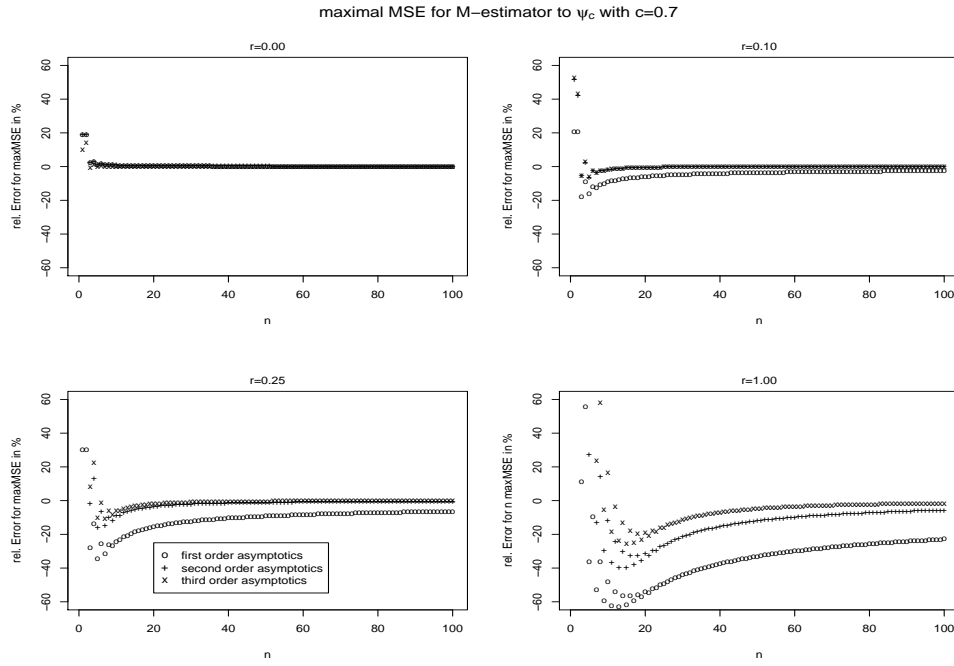 maximal MSE for M−estimator to ψc with c=0.7
r=0.00
rel. Error for maxMSE in %
60
40
20
0
−20
−40
−60
0 20 40 60 80 100
n
r=0.10
rel. Error for maxMSE in %
60
40
20
0
−20
−40
−60
0 20 40 60 80 100
n
r=0.25
rel. Error for maxMSE in %
60
40
20
0
−20
−40
−60
first order asymptotics
second order asymptotics
third order asymptotics
0 20 40 60 80 100
n
r=1.00
rel. Error for n maxMSE in %
60
40
20
0
−20
−40
−60
0 20 40 60 80 100
n